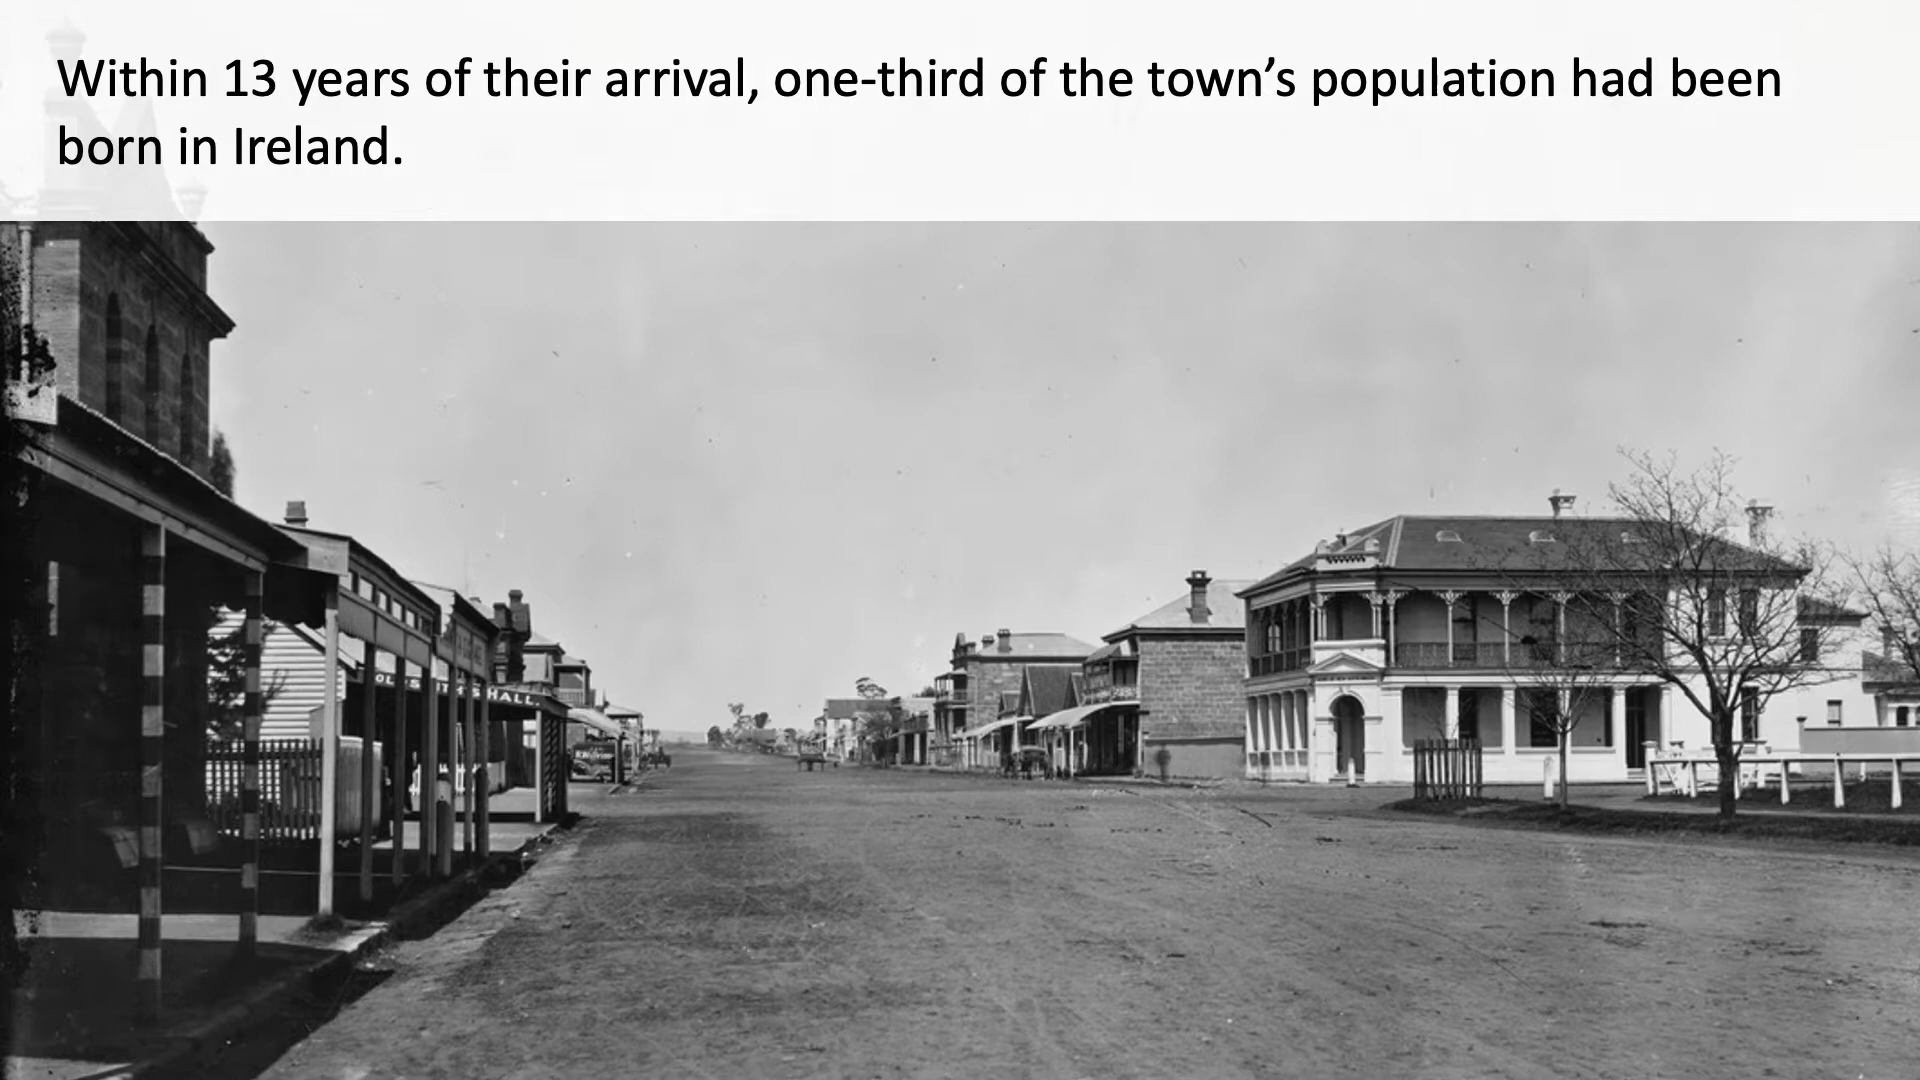 Within 13 years of their arrival, one-third of the town’s population had been
born in Ireland.
HALL.